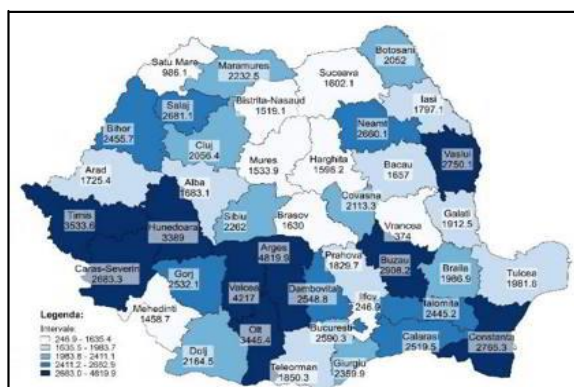 Satu Mare
986.1
Maramures
2232.5
Suceava
1602.1
Botosani
2052
Salaj
2681.1
Bistrita-Nasaud
1519.1
Iasi
1797.1
Bihor
2455.7
Cluj
2056.4
Neamt
2660.1
Vaslui
2750.1
Mures
1533.9
Harghita
1595.2
Bacau
1657
Arad
1725.4
Alba
1683.1
Timis
3533.6
Hunedoara
3389
Sibiu
2262
Brasov
1630
Covasna
2113.3
Vrancea
374
Galati
1912.5
Caras-Severin
2683.3
Gorj
2532.1
Valcea
4217
Arges
4819.9
Dambovita
2548.8
Prahova
1829.7
Buzau
2908.2
Braila
1986.9
Tulcea
1981.8
Mehedinti
1458.7
Dolj
2164.5
Olt
3445.4
Teleorman
1850.3
Bucuresti
2590.3
Ilfov
246.9
Giurgiu
2359.9
Ialomita
2445.2
Calarasi
2519.5
Constanta
2765.3
Legenda:
Intervale:
246.9 - 1635.4
1635.5 - 1983.7
1983.8 - 2411.1
2411.2 - 2682.9
2683.0 - 4819.9